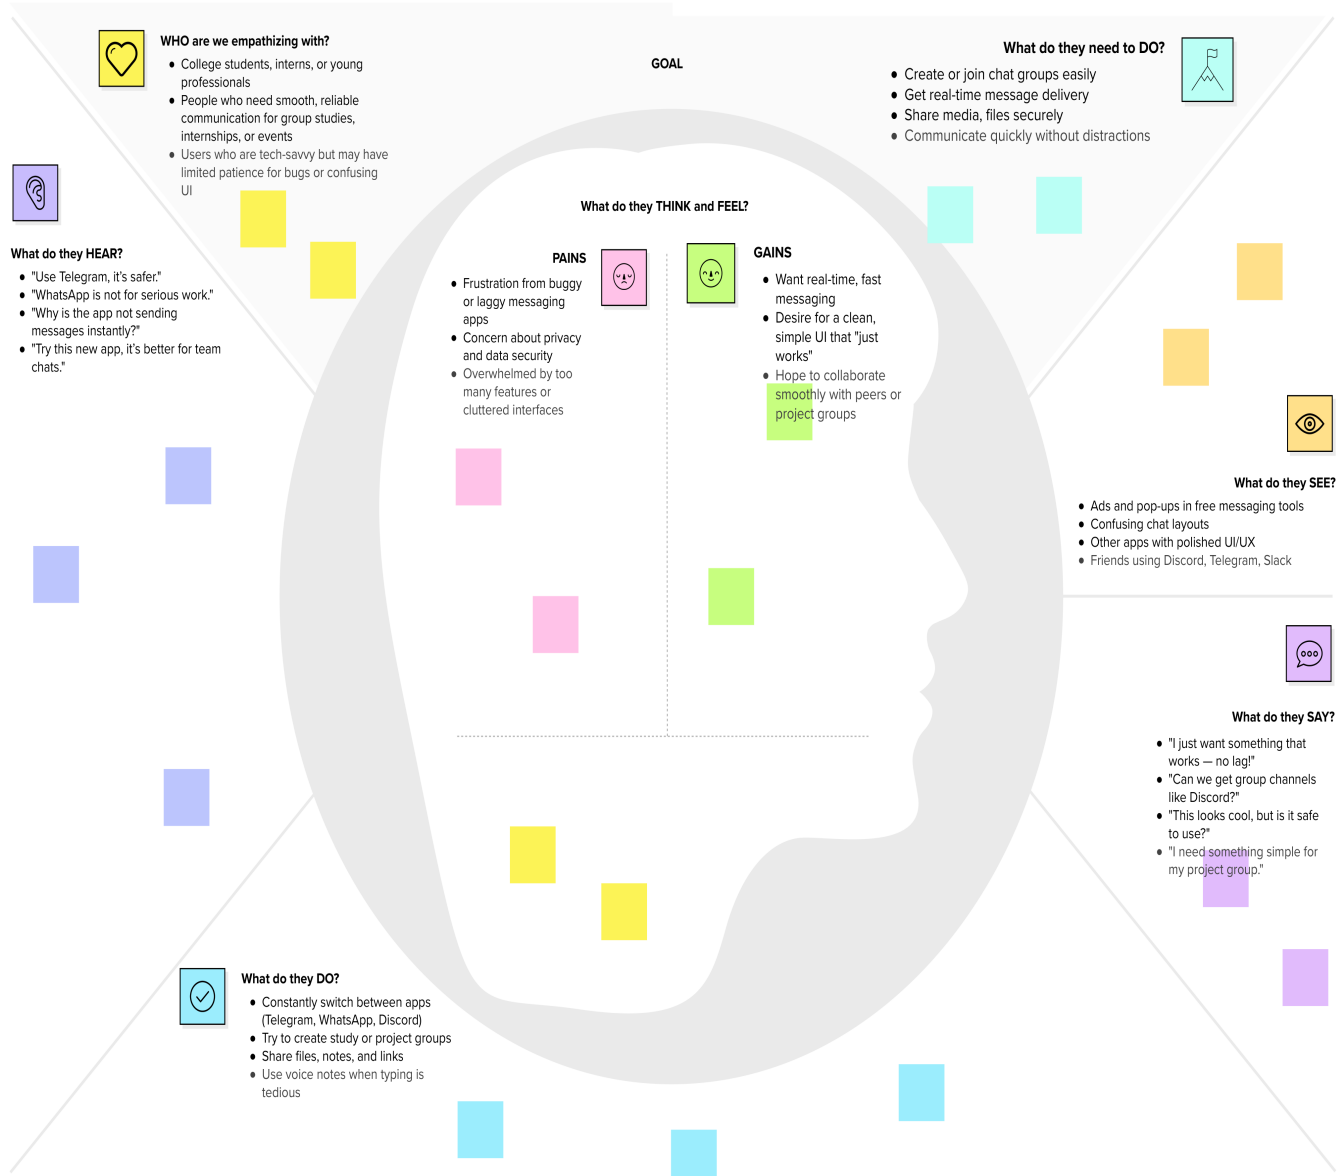 WHO are we empathizing with?
College students, interns, or young
professionals
People who need smooth, reliable
communication for group studies,
internships, or events
Users who are tech-savvy but may have
limited patience for bugs or confusing
UI
GOAL
What do they need to DO?
Create or join chat groups easily
Get real-time message delivery
Share media, files securely
Communicate quickly without distractions
What do they HEAR?
"Use Telegram, it's safer."
"WhatsApp is not for serious work."
"Why is the app not sending
messages instantly?"
"Try this new app, it's better for team
chats."
What do they THINK and FEEL?
PAINS
Frustration from buggy
or laggy messaging
apps
Concern about privacy
and data security
Overwhelmed by too
many features or
cluttered interfaces
GAINS
Want real-time, fast
messaging
Desire for a clean,
simple UI that "just
works"
Hope to collaborate
smoothly with peers or
project groups
What do they SEE?
Ads and pop-ups in free messaging tools
Confusing chat layouts
Other apps with polished UI/UX
Friends using Discord, Telegram, Slack
What do they SAY?
"I just want something that
works — no lag!"
"Can we get group channels
like Discord?"
"This looks cool, but is it safe
to use?"
"I need something simple for
my project group."
What do they DO?
Constantly switch between apps
(Telegram, WhatsApp, Discord)
Try to create study or project groups
Share files, notes, and links
Use voice notes when typing is
tedious